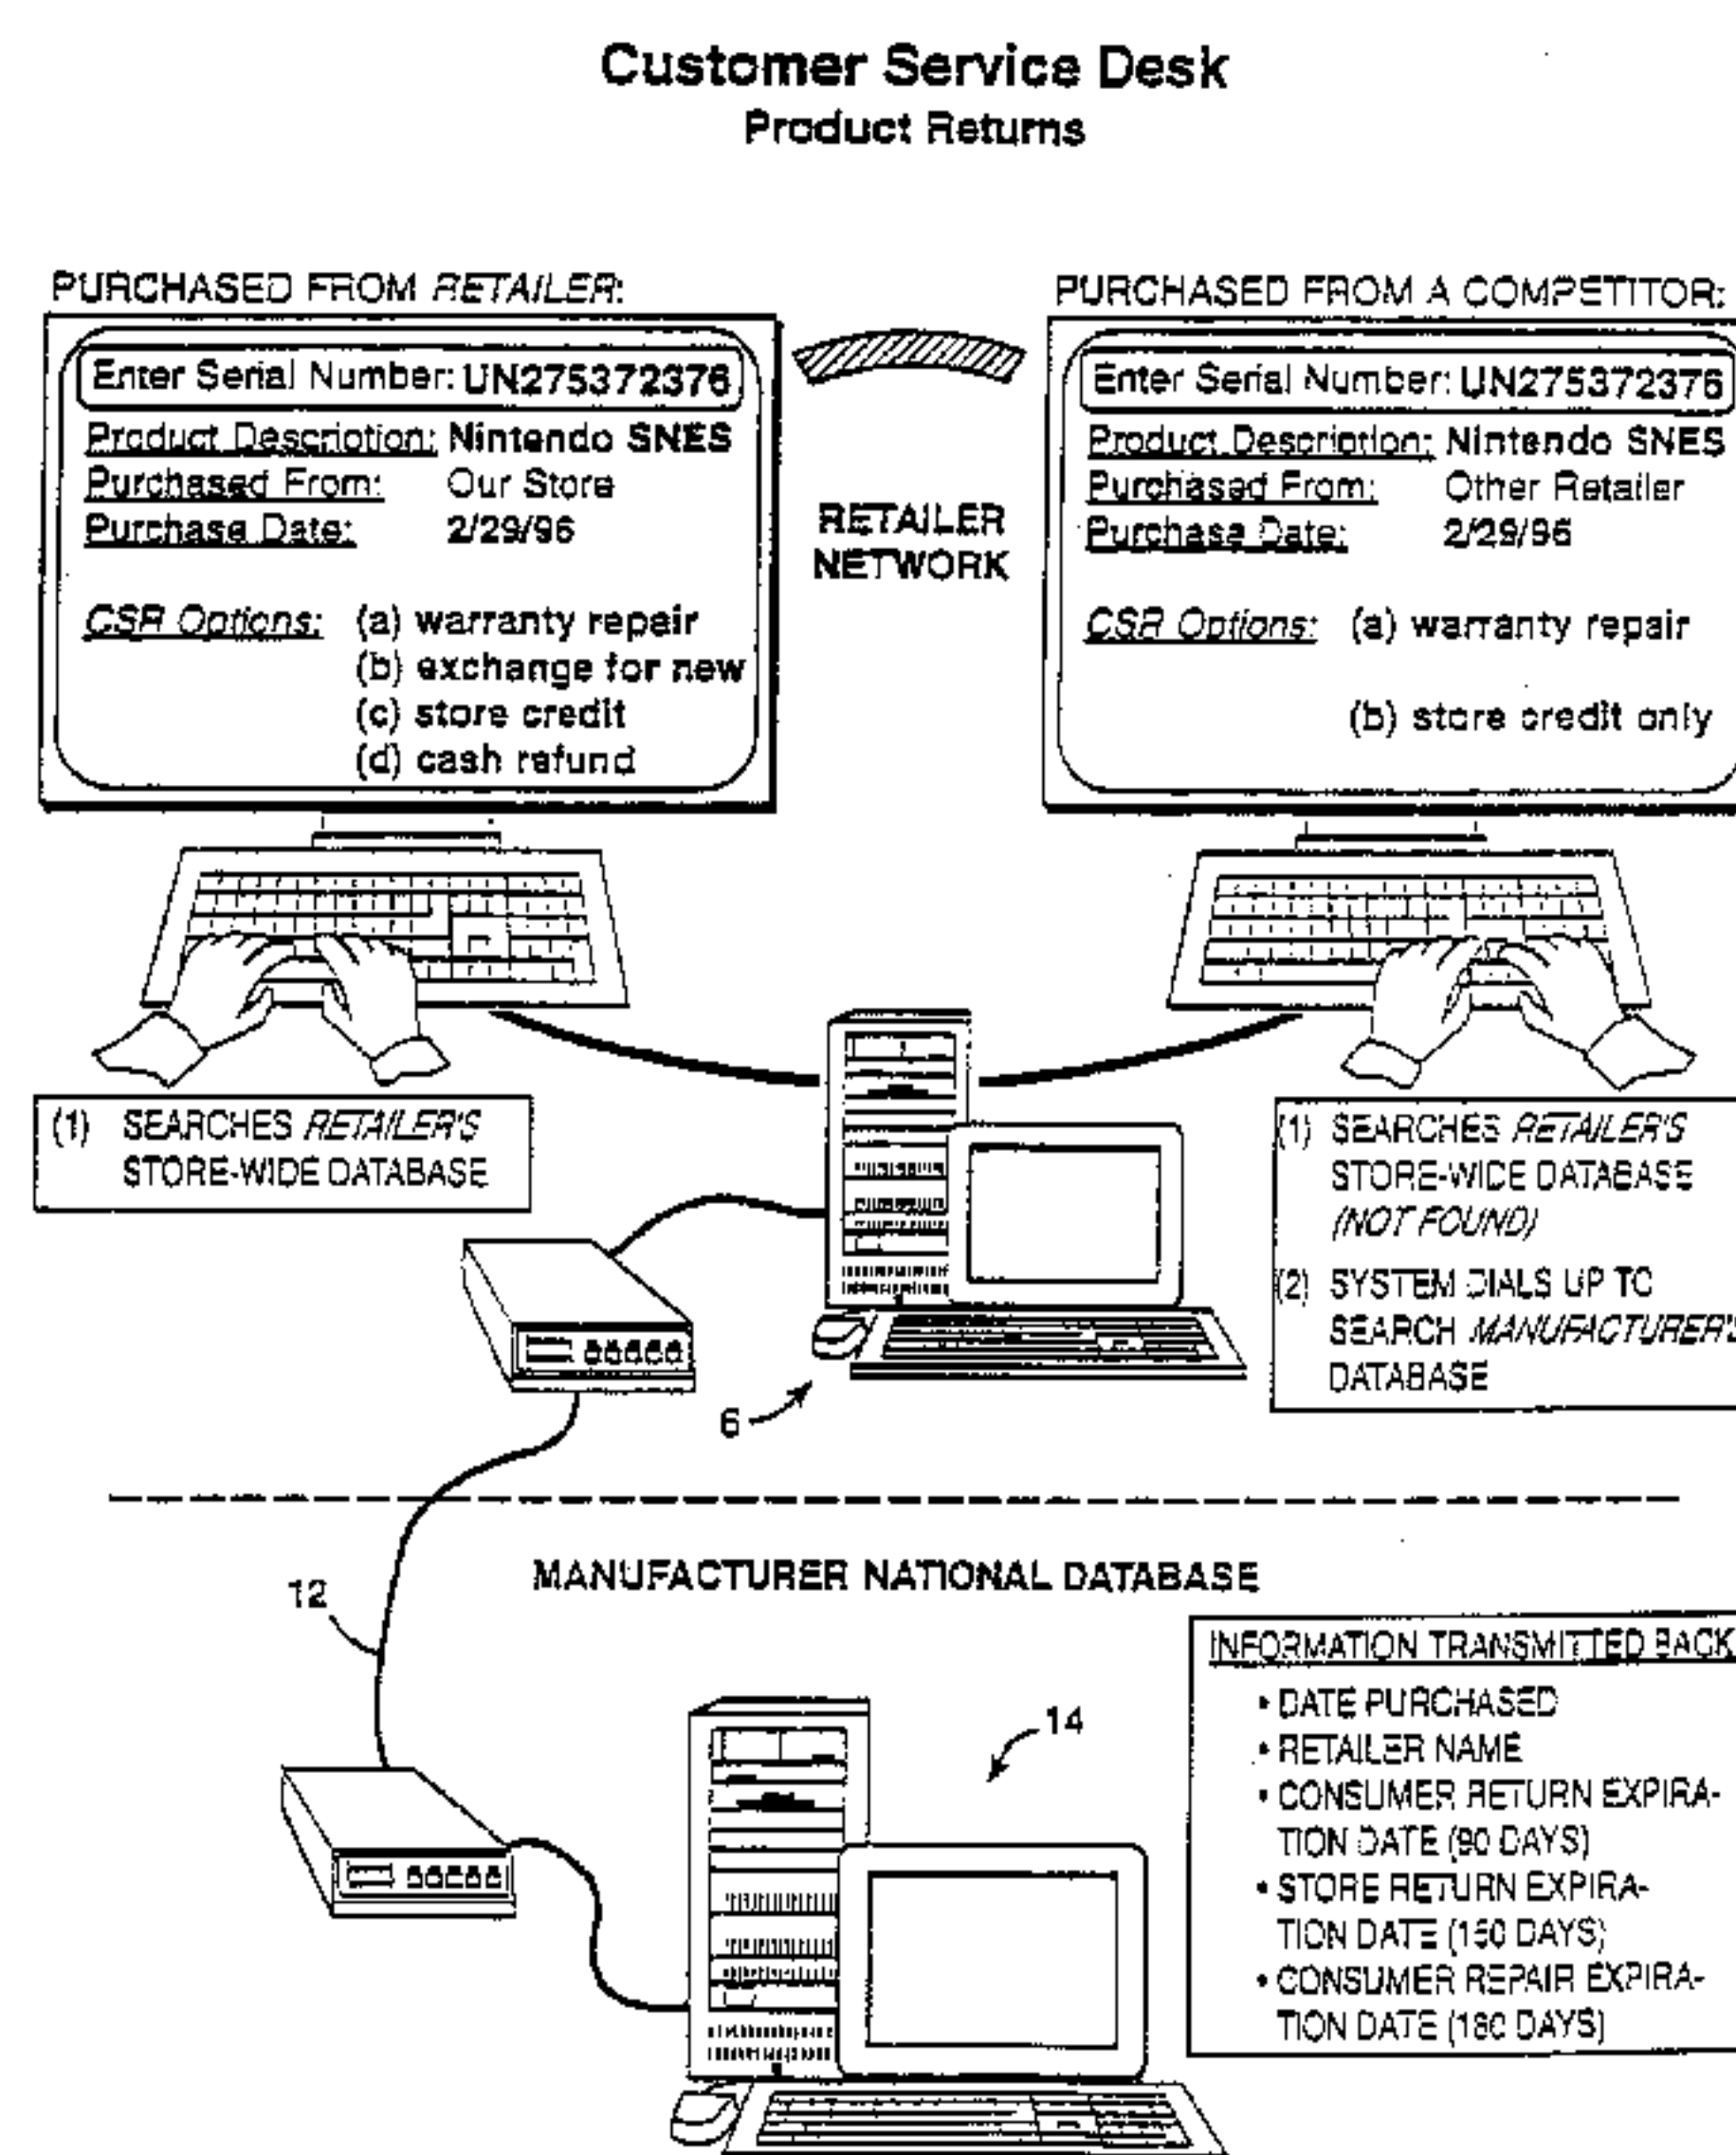 Customer Service Desk
Product Returns
PURCHASED FROM RETAILER:
Enter Serial Number: UN275372376
Product Description: Nintendo SNES
Purchased From: Our Store
Purchase Date: 2/29/96
CSR Options: (a) warranty repair
(b) exchange for new
(c) store credit
(d) cash refund
RETAILER
NETWORK
PURCHASED FROM A COMPETITOR:
Enter Serial Number: UN275372376
Product Description: Nintendo SNES
Purchased From: Other Retailer
Purchase Date: 2/29/96
CSR Options: (a) warranty repair
(b) store credit only
(1) SEARCHES RETAILER'S
STORE-WIDE DATABASE
(1) SEARCHES RETAILER'S
STORE-WIDE DATABASE
(NOT FOUND)
(2) SYSTEM DIALS UP TO
SEARCH MANUFACTURER'S
DATABASE
6
12
MANUFACTURER NATIONAL DATABASE
14
INFORMATION TRANSMITTED BACK
• DATE PURCHASED
• RETAILER NAME
• CONSUMER RETURN EXPIRA-
TION DATE (90 DAYS)
• STORE RETURN EXPIRA-
TION DATE ( DAYS)
• CONSUMER REPAIR EXPIRA-
TION DATE (180 DAYS)